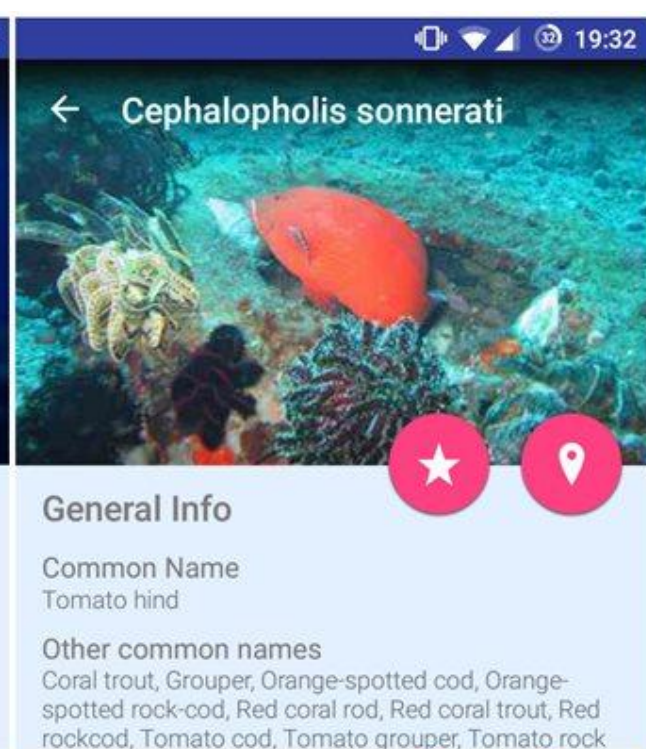 32 19:32
Cephalopholis sonnerati
General Info
Common Name
Tomato hind
Other common names
Coral trout, Grouper, Orange-spotted cod, Orange-
spotted rock-cod, Red coral rod, Red coral trout, Red
rockcod, Tomato cod, Tomato grouper, Tomato rock